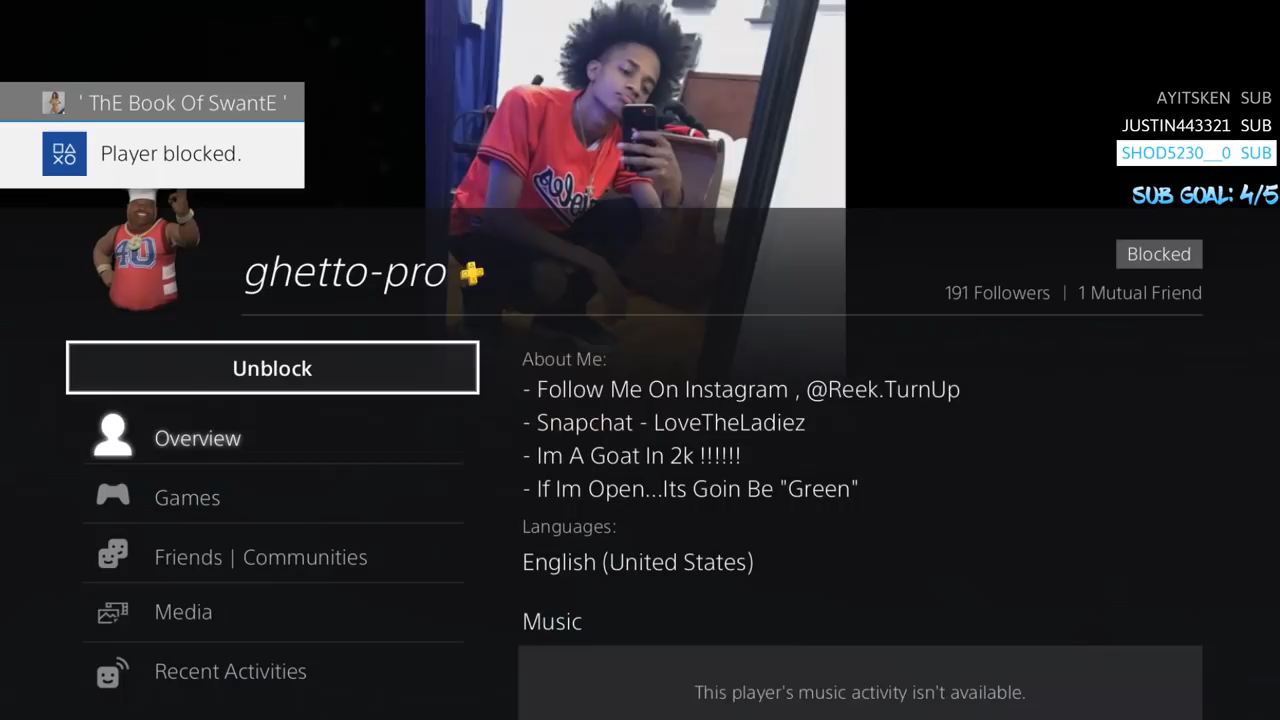 ' ThE Book Of SwantE '
Player blocked.
AYITSKEN SUB
JUSTIN443321 SUB
SHOD5230__0 SUB
SUB GOAL: 4/5
40
ghetto-pro
Blocked
191 Followers | 1 Mutual Friend
Unblock
About Me:
- Follow Me On Instagram , @Reek.TurnUp
- Snapchat - LoveTheLadiez
- Im A Goat In 2k !!!!!!
- If Im Open...Its Goin Be "Green"
Overview
Games
Friends | Communities
Media
Recent Activities
Languages:
English (United States)
Music
This player's music activity isn't available.